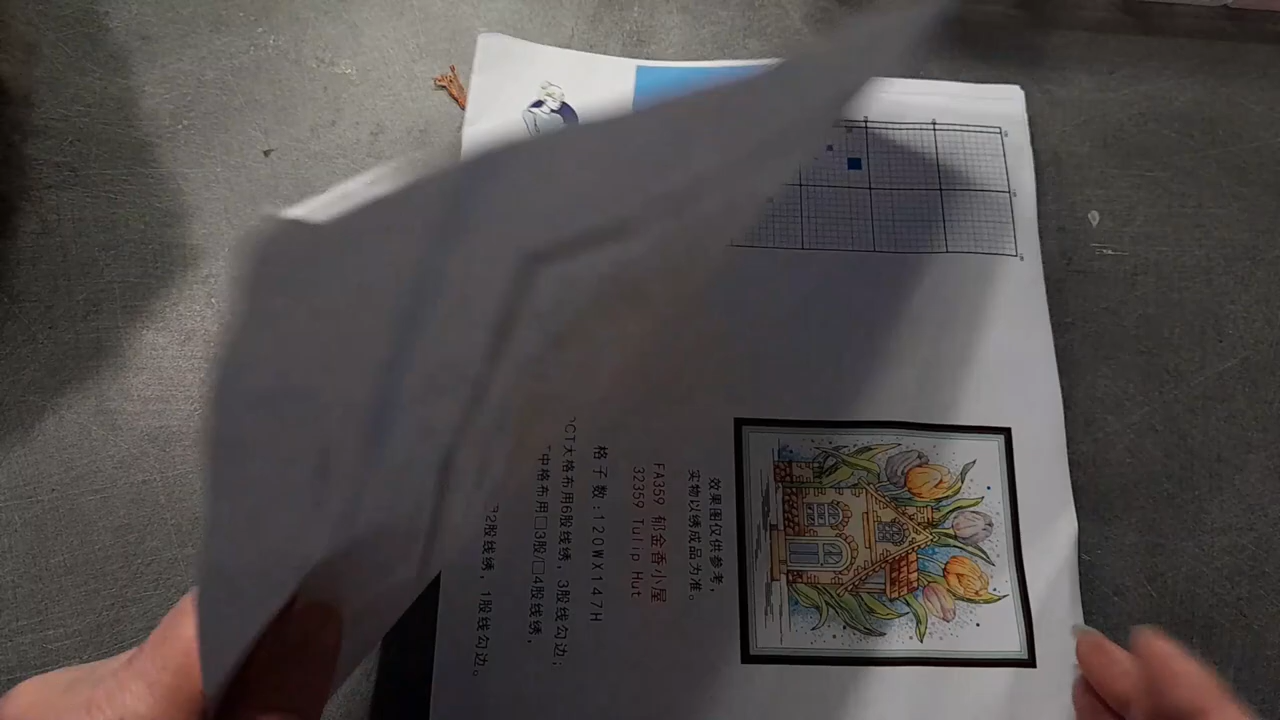 效果图仅供参考，
实物以绣成品为准。
FA359 郁金香小屋
32359 Tulip Hut
格子数:120WX147H
CT大格布用6股线绣，3股线勾边；
中格布用□3股/□4股线绣，
2股线绣，1股线勾边。